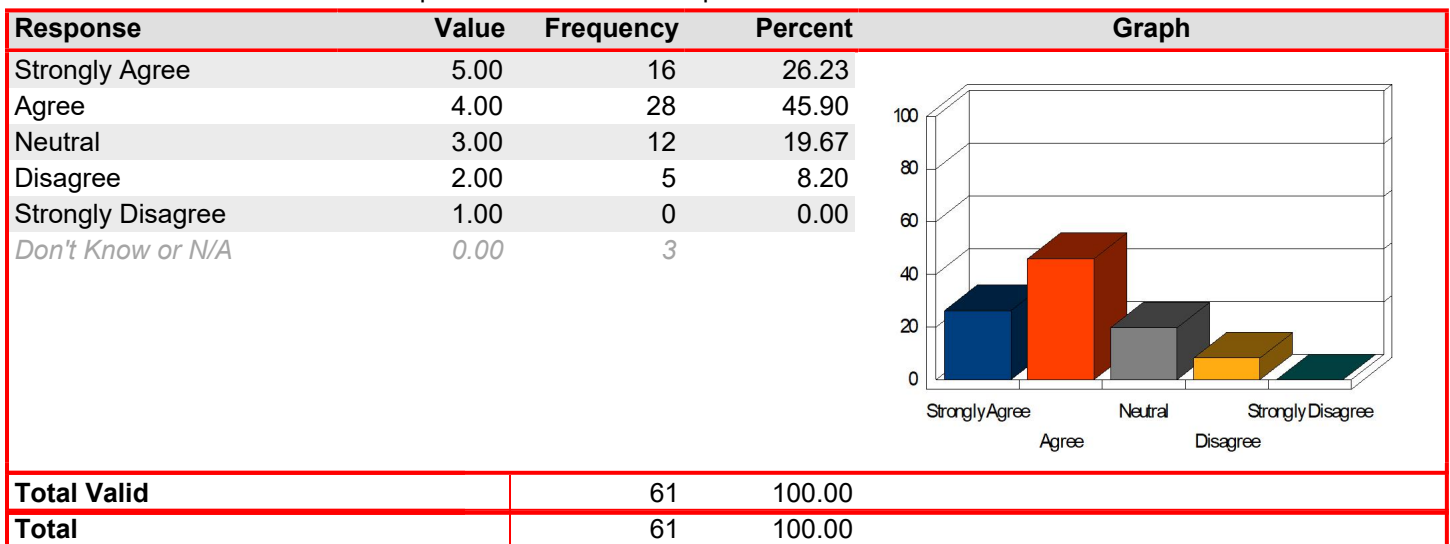 Response Value Frequency Percent Graph
Strongly Agree 5.00 16 26.23
Agree 4.00 28 45.90
Neutral 3.00 12 19.67
Disagree 2.00 5 8.20
Strongly Disagree 1.00 0 0.00
Don't Know or N/A 0.00 3
100
80
60
40
20
0
Strongly Agree Neutral Strongly Disagree
Agree Disagree
Total Valid 61 100.00
Total 61 100.00